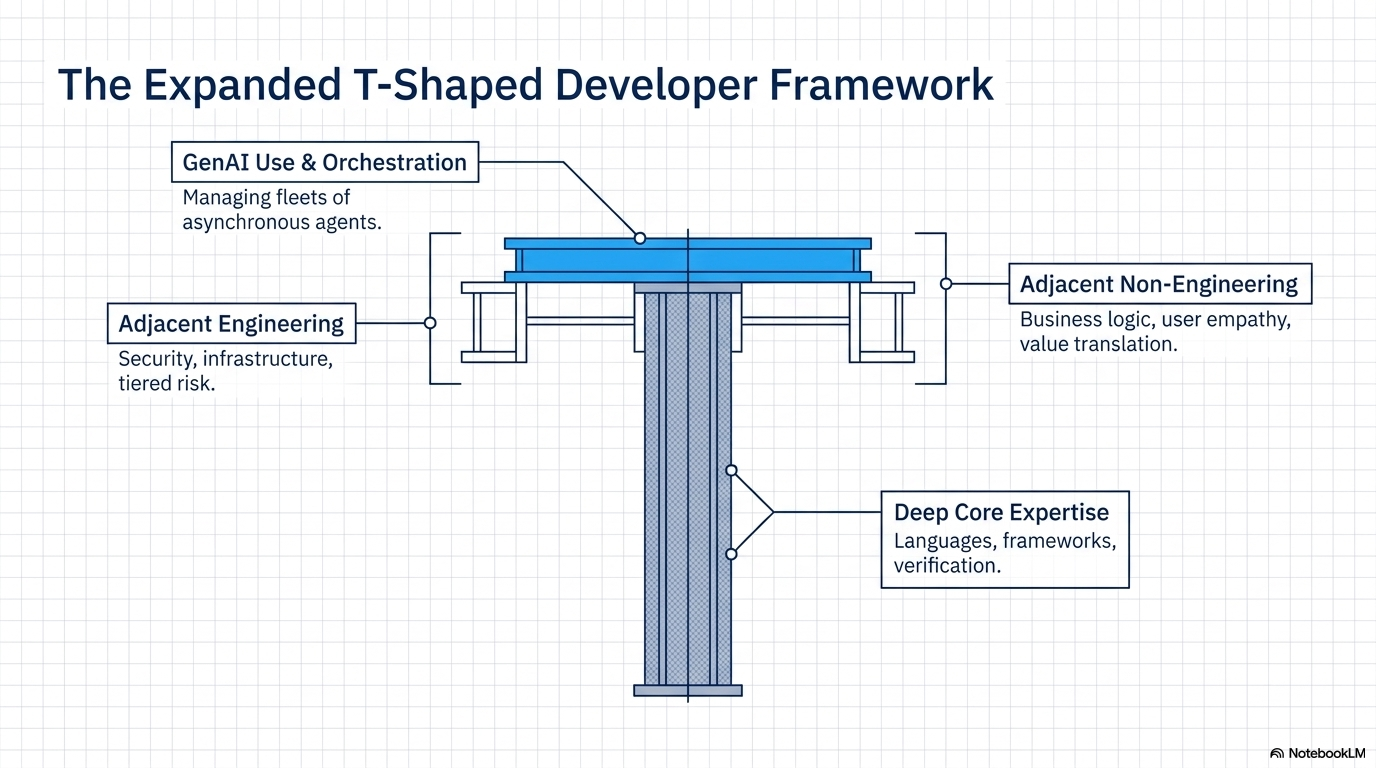 The Expanded T-Shaped Developer Framework
GenAI Use & Orchestration
Managing fleets of
asynchronous agents.
Adjacent Engineering
Security, infrastructure,
tiered risk.
Adjacent Non-Engineering
Business logic, user empathy,
value translation.
Deep Core Expertise
Languages, frameworks,
verification.
NotebookLM